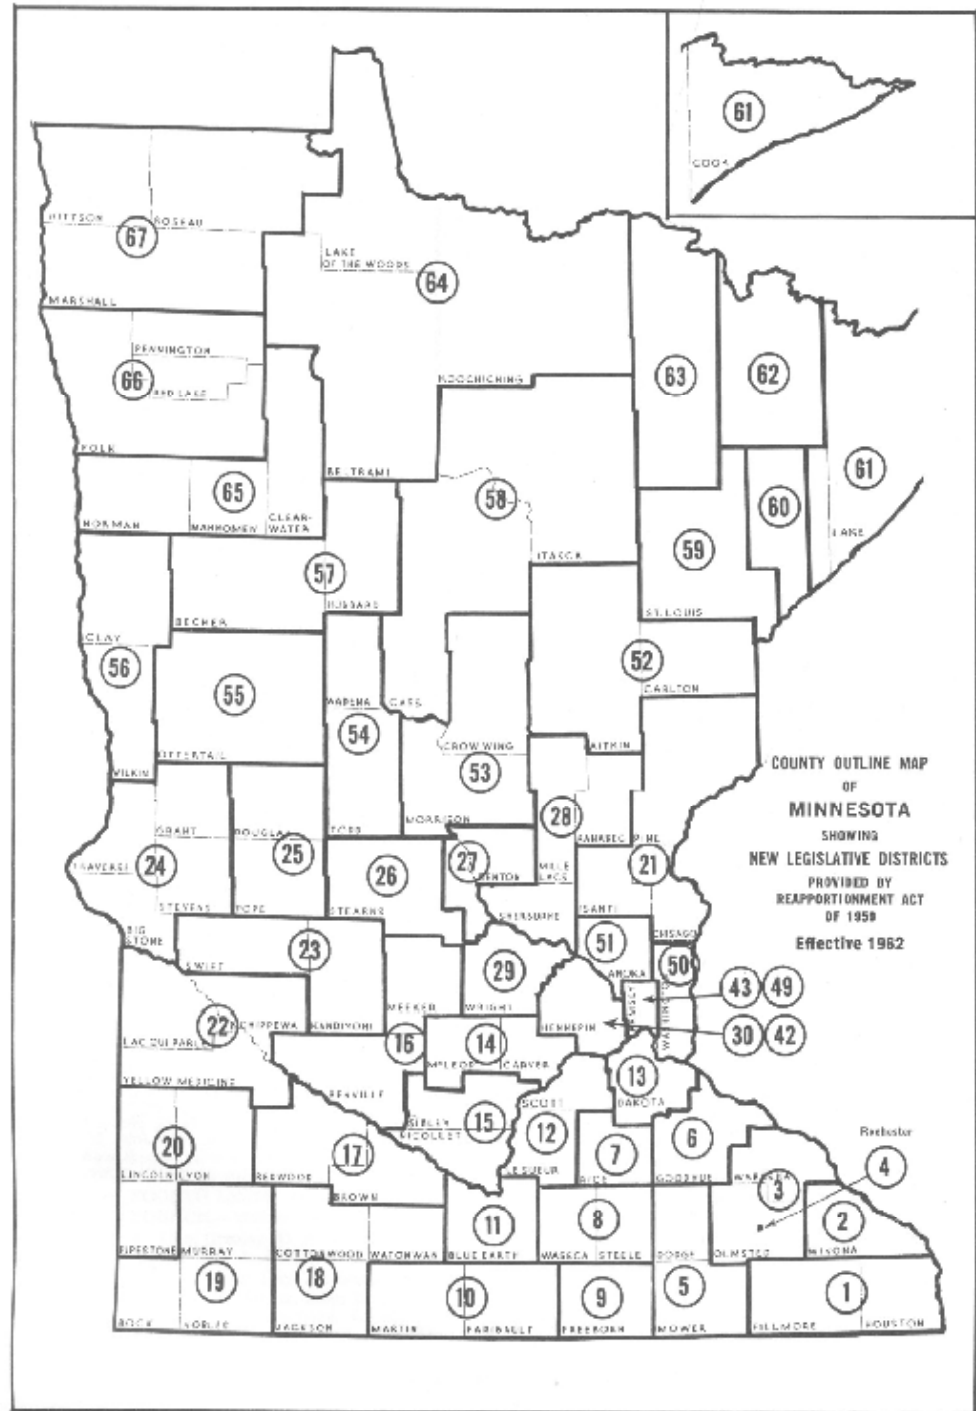 61
COOK
KITTSON
ROSEAU
67
LAKE
OF THE WOODS
64
MARSHALL
PENNINGTON
66
RED LAKE
KOOCHICHING
63
62
POLK
BELTRAMI
61
65
58
60
NORMAN
MAHNOMEN
CLEAR-
WATER
ITASCA
59
LAKE
57
HUBBARD
BECKER
ST. LOUIS
CLAY
56
52
55
WADENA
CASS
CARLTON
54
OTTERTAIL
CROW WING
AITKIN
WILKIN
53
COUNTY OUTLINE MAP
OF
MINNESOTA
SHOWING
NEW LEGISLATIVE DISTRICTS
PROVIDED BY
REAPPORTIONMENT ACT
OF 1959
Effective 1962
MORRISON
28
GRANT
DOUGLAS
TODD
KANABEC
PINE
TRAVERSE
24
25
26
27
BENTON
MILLE
LACS
21
STEVENS
POPE
STEARNS
SHERBURNE
ISANTI
BIG
STONE
23
51
CHISAGO
SWIFT
29
ANOKA
50
MEEKER
WRIGHT
RAMSEY
WASHINGTON
43
49
22
CHIPPEWA
KANDIYOHI
HENNEPIN
30
42
LAC QUI PARLE
16
14
MCLEOD
CARVER
YELLOW MEDICINE
RENVILLE
13
DAKOTA
SCOTT
15
SIBLEY
NICOLLET
12
20
17
7
6
Rochester
4
LINCOLN
LYON
REDWOOD
LE SUEUR
RICE
GOODHUE
WABASHA
3
BROWN
11
8
2
PIPESTONE
MURRAY
COTTONWOOD
WATONWAN
BLUE EARTH
WASECA
STEELE
DODGE
OLMSTED
WINONA
19
18
10
9
5
1
ROCK
NOBLES
JACKSON
MARTIN
FARIBAULT
FREEBORN
MOWER
FILLMORE
HOUSTON